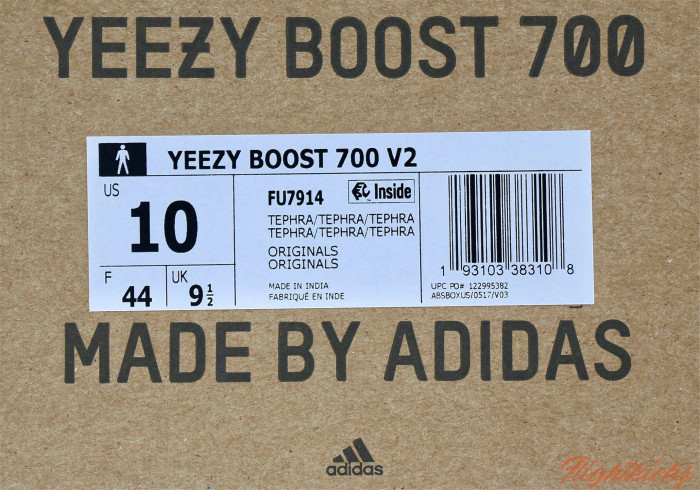 YEEZY BOOST 700
YEEZY BOOST 700 V2
US
10
F
44
UK
9 1/2
FU7914
Inside
TEPHRA/TEPHRA/TEPHRA
TEPHRA/TEPHRA/TEPHRA
ORIGINALS
ORIGINALS
MADE IN INDIA
FABRIQUÉ EN INDE
1 93103 38310 8
UPC PO# 122995382
ABSBOXUS/0517/V03
MADE BY ADIDAS
adidas
flightkickz